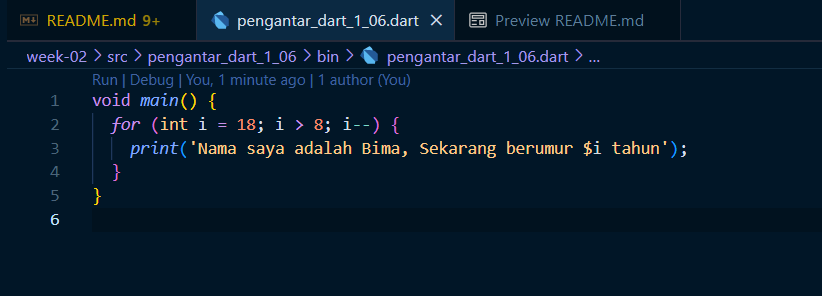 README.md 9+ pengantar_dart_1_06.dart × Preview README.md
week-02 > src > pengantar_dart_1_06 > bin > pengantar_dart_1_06.dart > ...
Run | Debug | You, 1 minute ago | 1 author (You)
1 void main() {
2   for (int i = 18; i > 8; i--) {
3     print('Nama saya adalah Bima, Sekarang berumur $i tahun');
4   }
5 }
6